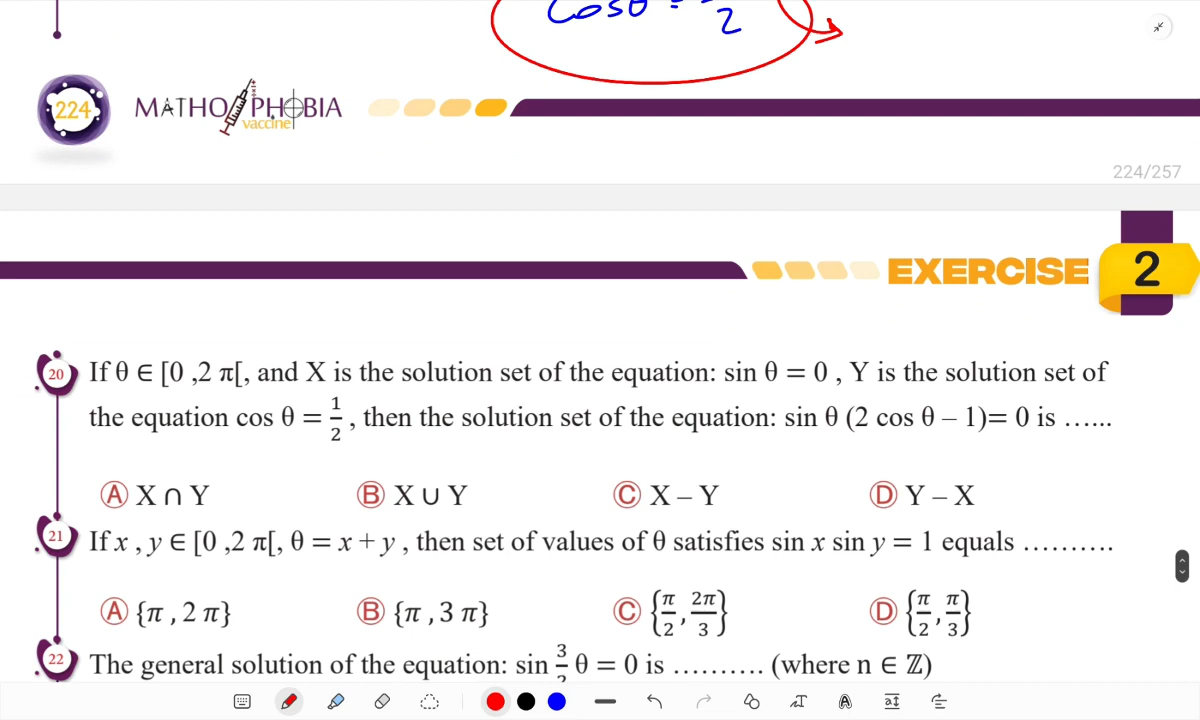 cosθ =
2
224 MATHOPHOBIA
vaccine
224/257
EXERCISE 2
20 If θ ∈ [0 ,2 π[, and X is the solution set of the equation: sin θ = 0 , Y is the solution set of
the equation cos θ = 1/2 , then the solution set of the equation: sin θ (2 cos θ – 1)= 0 is ......
Ⓐ X ∩ Y Ⓑ X ∪ Y Ⓒ X – Y Ⓓ Y – X
21 If x , y ∈ [0 ,2 π[, θ = x + y , then set of values of θ satisfies sin x sin y = 1 equals ..........
Ⓐ {π , 2 π} Ⓑ {π , 3 π} Ⓒ {π/2 , 2π/3} Ⓓ {π/2 , π/3}
22 The general solution of the equation: sin 3/ θ = 0 is .......... (where n ∈ ℤ)